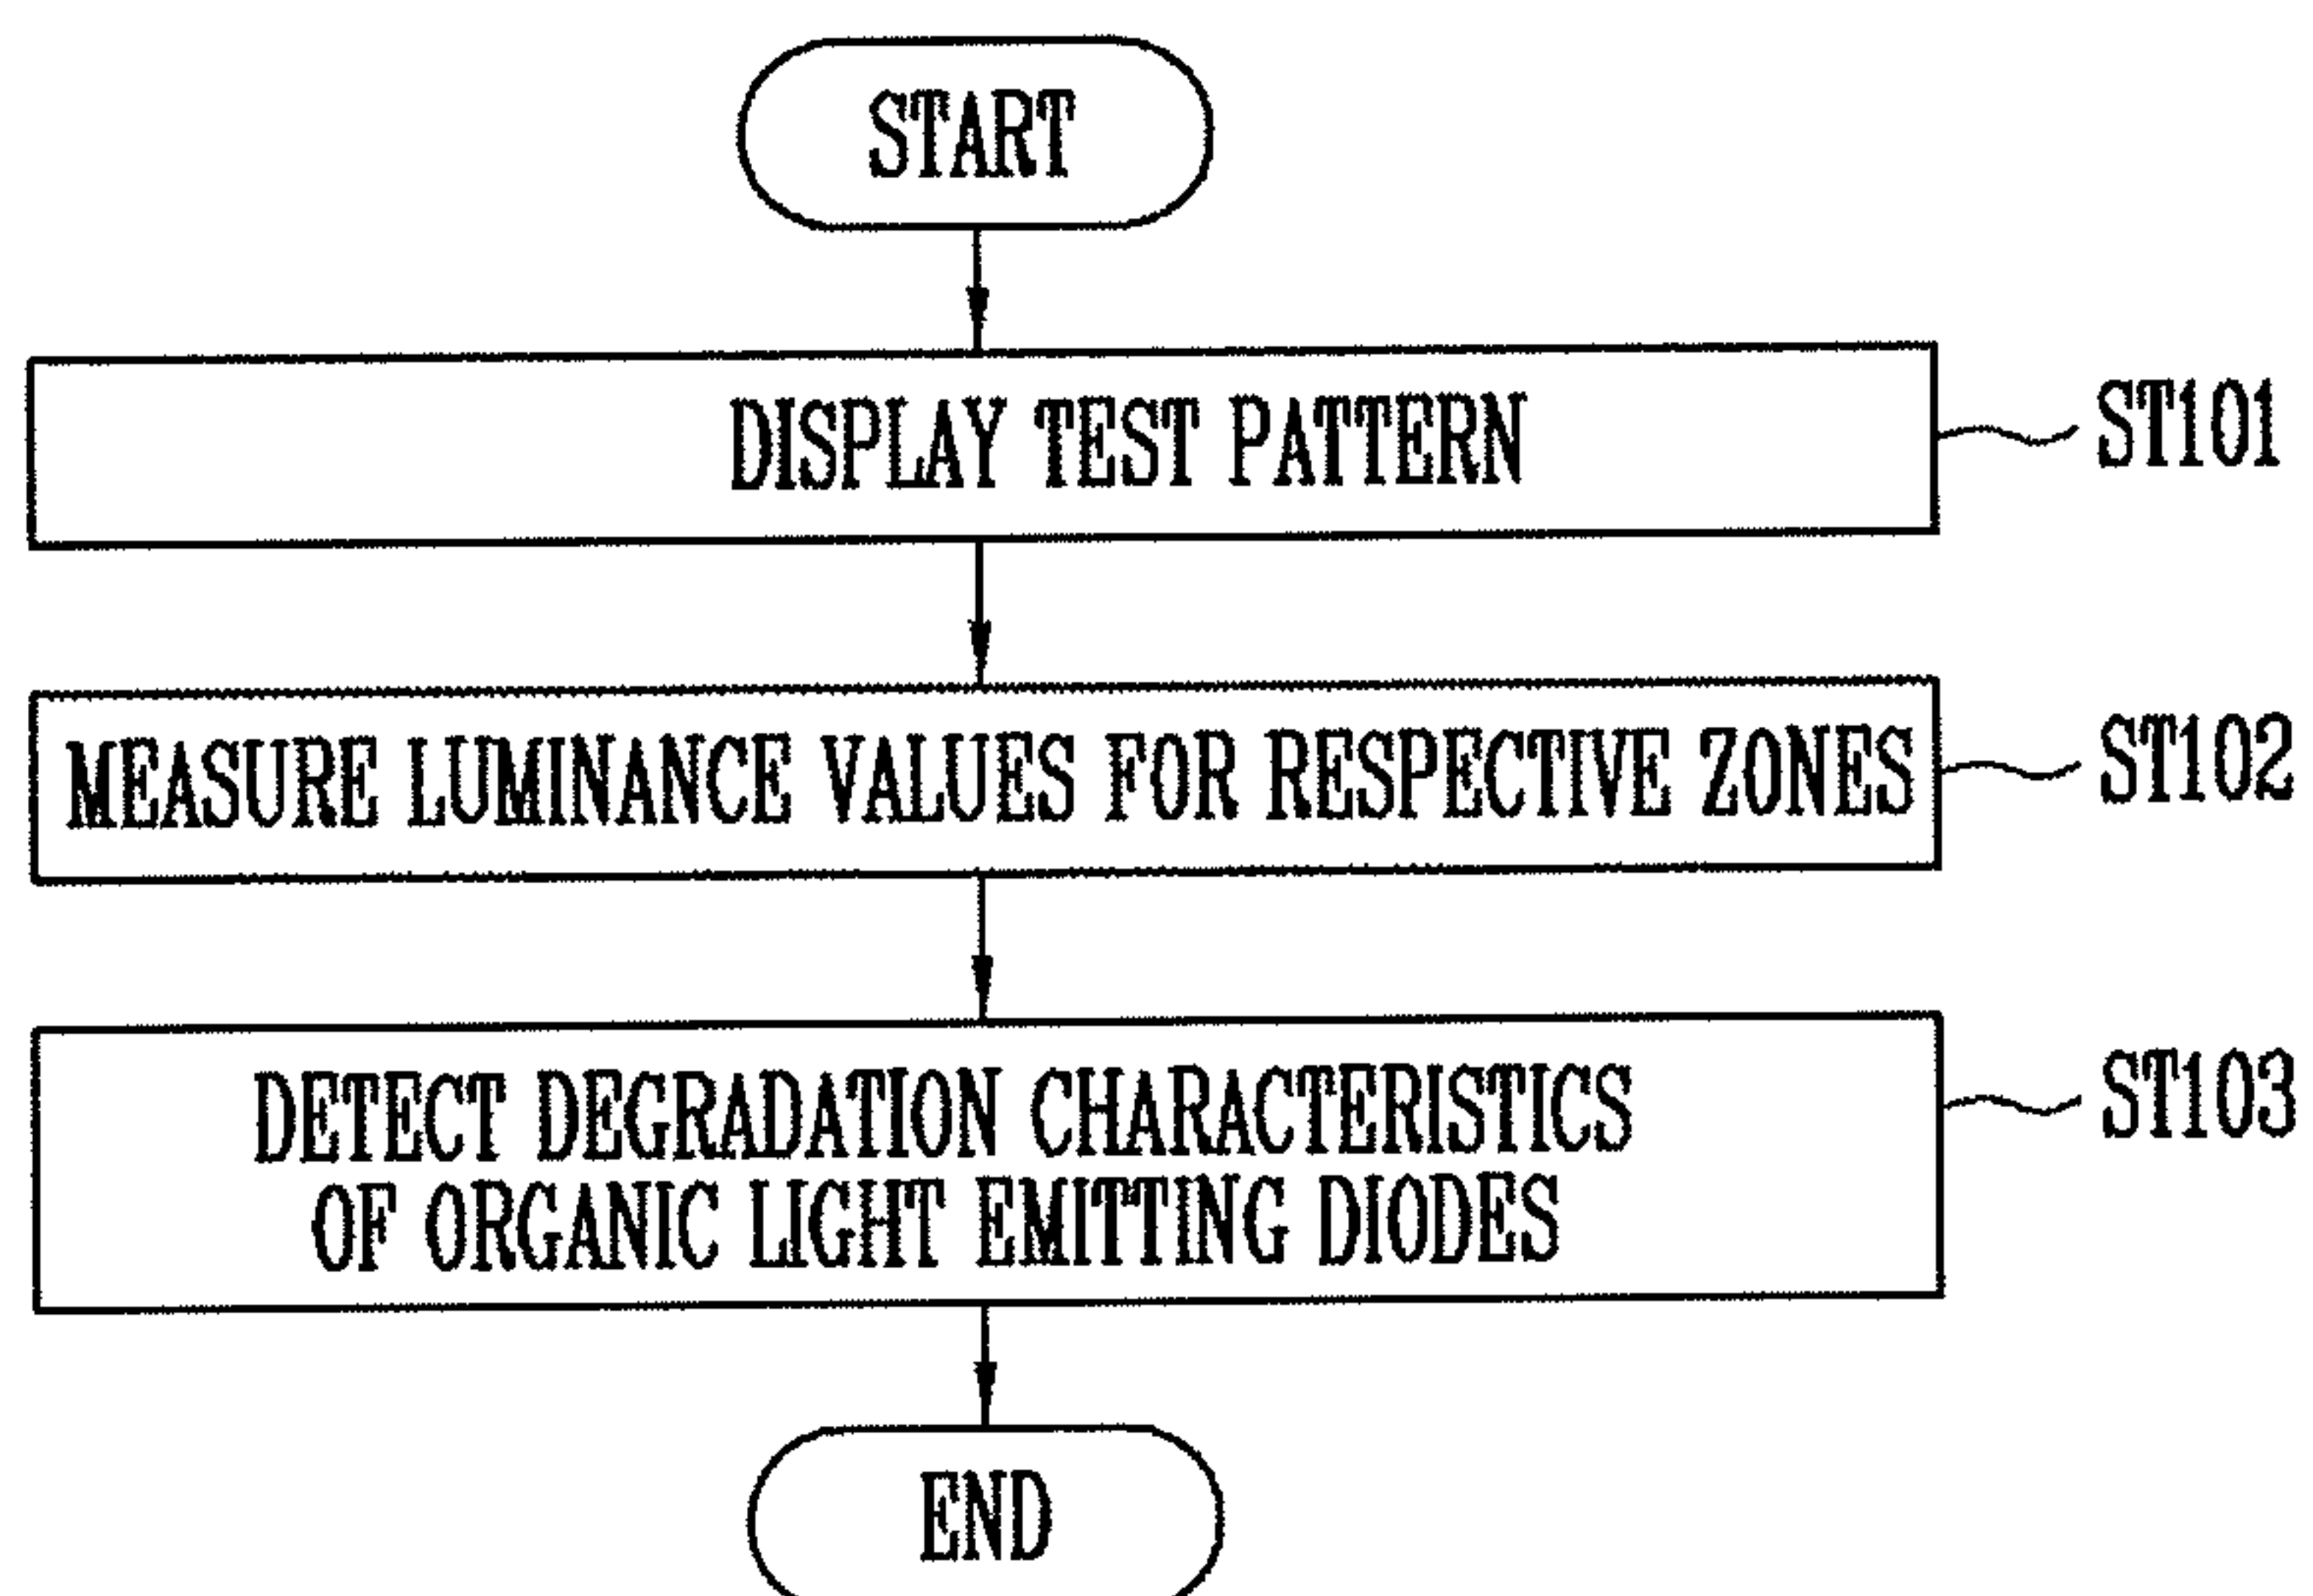 START
DISPLAY TEST PATTERN
ST101
MEASURE LUMINANCE VALUES FOR RESPECTIVE ZONES
ST102
DETECT DEGRADATION CHARACTERISTICS
OF ORGANIC LIGHT EMITTING DIODES
ST103
END